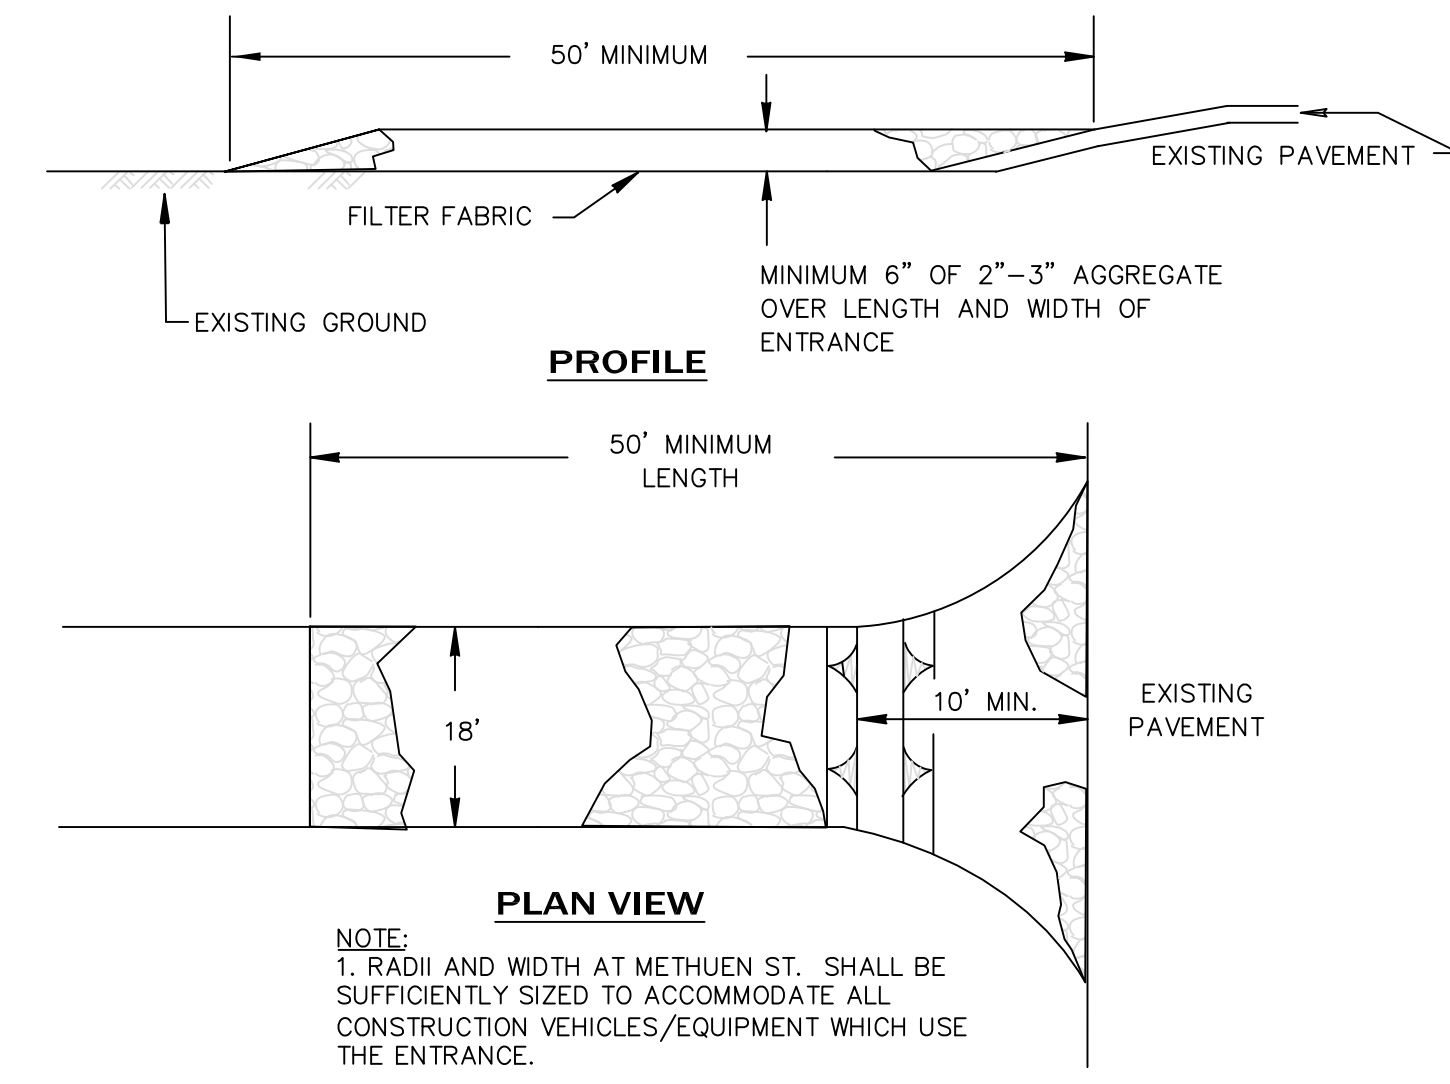 50' MINIMUM
EXISTING PAVEMENT
FILTER FABRIC
MINIMUM 6" OF 2"-3" AGGREGATE
OVER LENGTH AND WIDTH OF
ENTRANCE
EXISTING GROUND
PROFILE
50' MINIMUM
LENGTH
18'
10' MIN.
EXISTING
PAVEMENT
PLAN VIEW
NOTE:
1. RADII AND WIDTH AT METHUEN ST. SHALL BE
SUFFICIENTLY SIZED TO ACCOMMODATE ALL
CONSTRUCTION VEHICLES/EQUIPMENT WHICH USE
THE ENTRANCE.